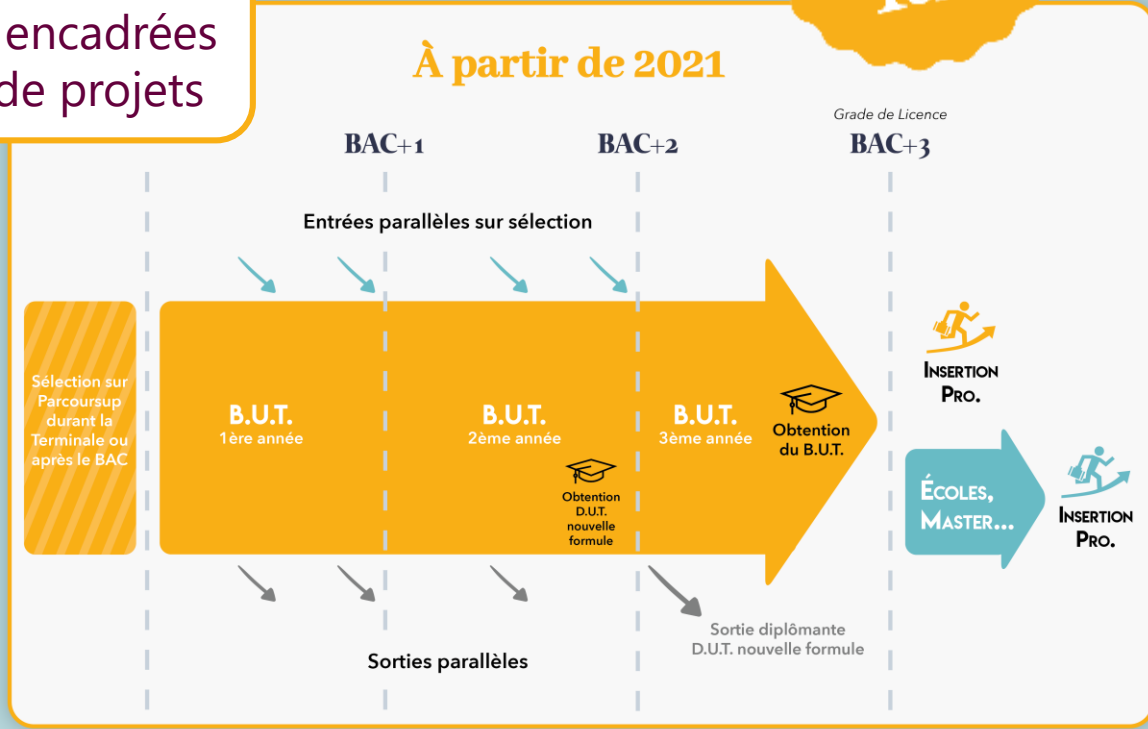 encadrées
de projets
À partir de 2021
Grade de Licence
BAC+1
BAC+2
BAC+3
Entrées parallèles sur sélection
Sélection sur
Parcoursup
durant la
Terminale ou
après le BAC
B.U.T.
1ère année
B.U.T.
2ème année
Obtention
D.U.T.
nouvelle
formule
B.U.T.
3ème année
Obtention
du B.U.T.
INSERTION
PRO.
ÉCOLES,
MASTER...
INSERTION
PRO.
Sorties parallèles
Sortie diplômante
D.U.T. nouvelle formule